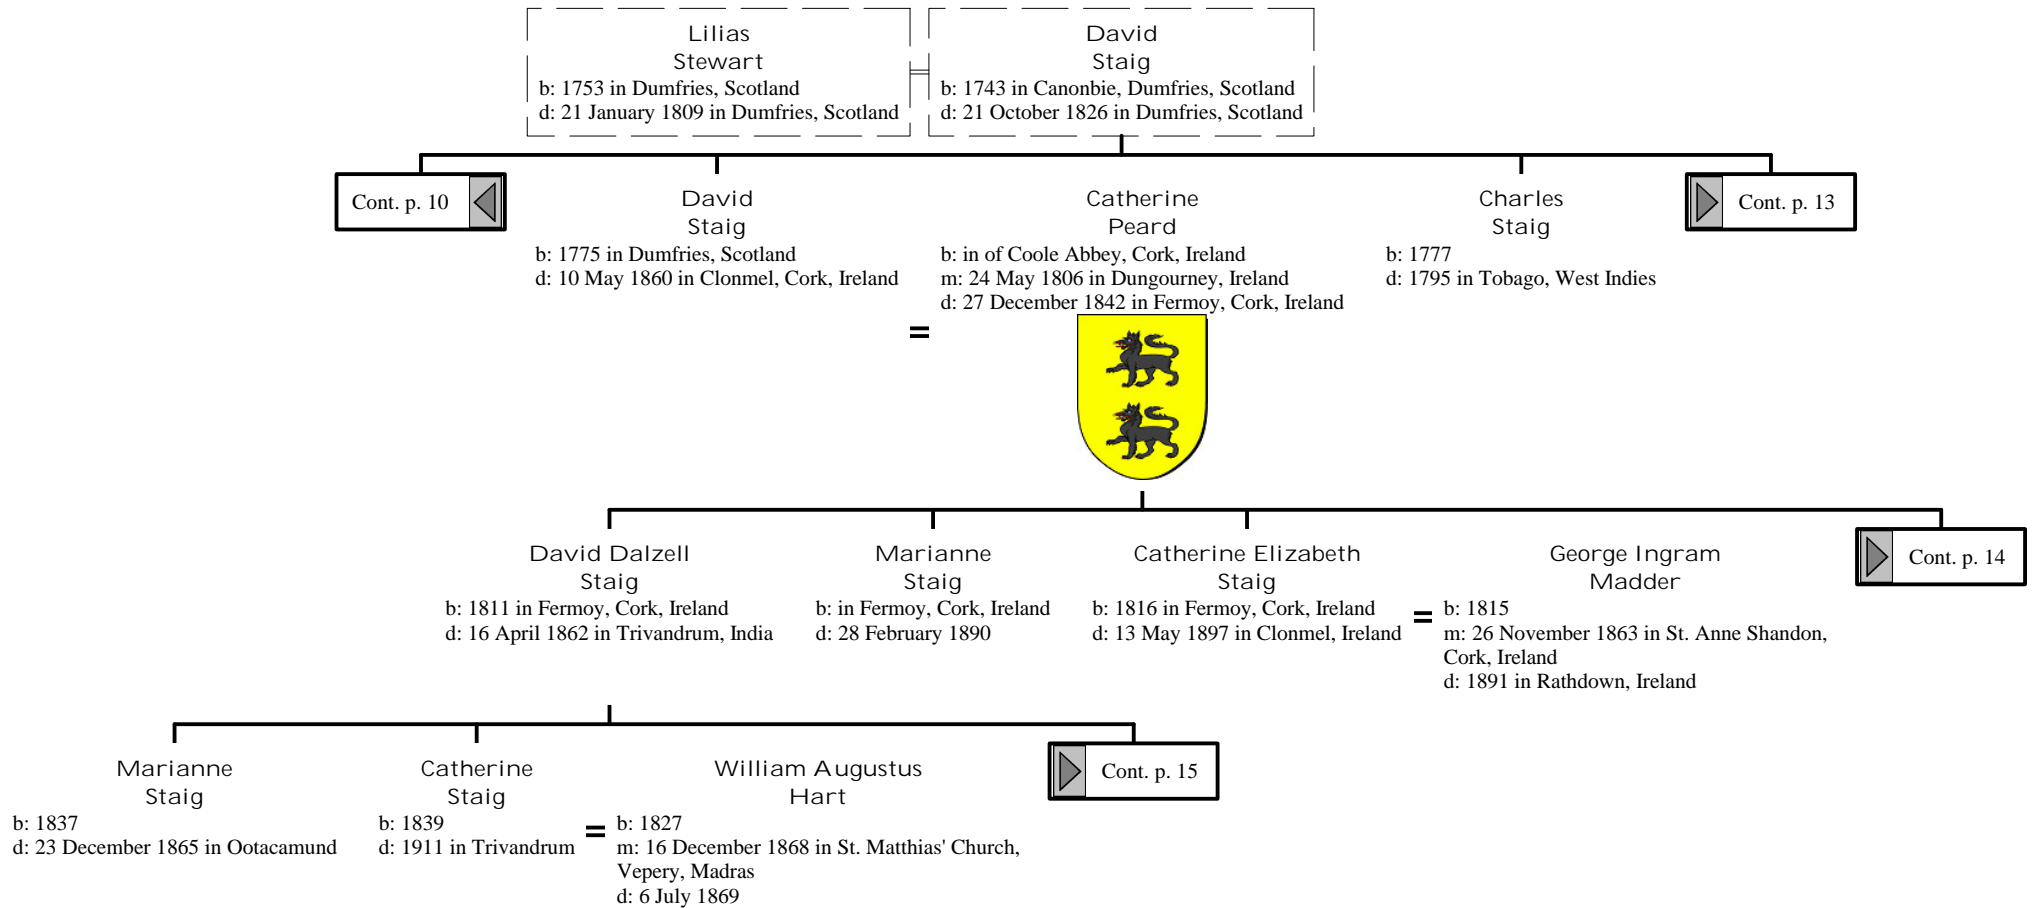 Lilias
Stewart
b: 1753 in Dumfries, Scotland
d: 21 January 1809 in Dumfries, Scotland
David
Staig
b: 1743 in Canonbie, Dumfries, Scotland
d: 21 October 1826 in Dumfries, Scotland
Cont. p. 10
David
Staig
b: 1775 in Dumfries, Scotland
d: 10 May 1860 in Clonmel, Cork, Ireland
=
Catherine
Peard
b: in of Coole Abbey, Cork, Ireland
m: 24 May 1806 in Dungourney, Ireland
d: 27 December 1842 in Fermoy, Cork, Ireland
Charles
Staig
b: 1777
d: 1795 in Tobago, West Indies
Cont. p. 13
David Dalzell
Staig
b: 1811 in Fermoy, Cork, Ireland
d: 16 April 1862 in Trivandrum, India
Marianne
Staig
b: in Fermoy, Cork, Ireland
d: 28 February 1890
Catherine Elizabeth
Staig
b: 1816 in Fermoy, Cork, Ireland
d: 13 May 1897 in Clonmel, Ireland
=
George Ingram
Madder
b: 1815
m: 26 November 1863 in St. Anne Shandon,
Cork, Ireland
d: 1891 in Rathdown, Ireland
Cont. p. 14
Marianne
Staig
b: 1837
d: 23 December 1865 in Ootacamund
Catherine
Staig
b: 1839
d: 1911 in Trivandrum
=
William Augustus
Hart
b: 1827
m: 16 December 1868 in St. Matthias' Church,
Vepery, Madras
d: 6 July 1869
Cont. p. 15